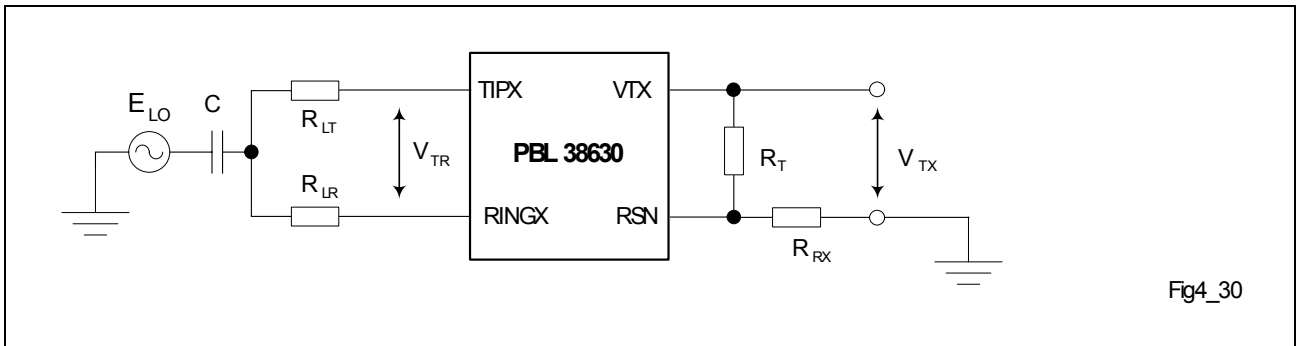 E LO
C
R LT
R LR
V TR
TIPX
RINGX
PBL 38630
VTX
RSN
R T
R RX
V TX
Fig4_30